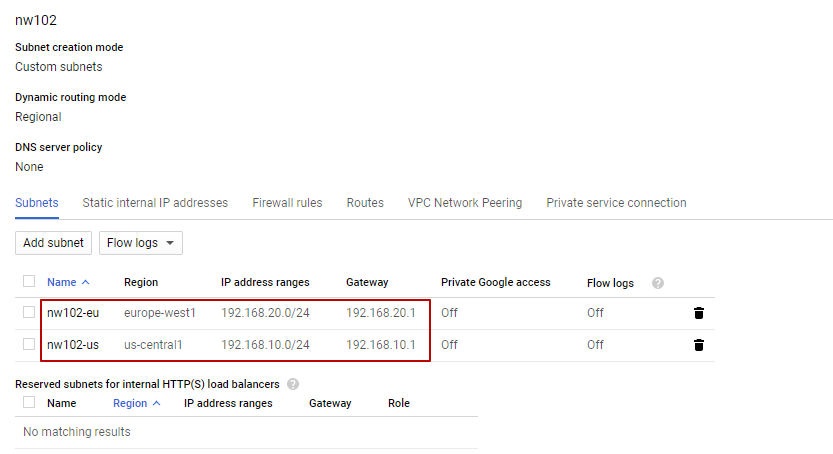 nw102
Subnet creation mode
Custom subnets
Dynamic routing mode
Regional
DNS server policy
None
Subnets Static internal IP addresses Firewall rules Routes VPC Network Peering Private service connection
Add subnet Flow logs
Name Region IP address ranges Gateway Private Google access Flow logs ?
nw102-eu europe-west1 192.168.20.0/24 192.168.20.1 Off Off
nw102-us us-central1 192.168.10.0/24 192.168.10.1 Off Off
Reserved subnets for internal HTTP(S) load balancers ?
Name Region IP address ranges Gateway Role
No matching results